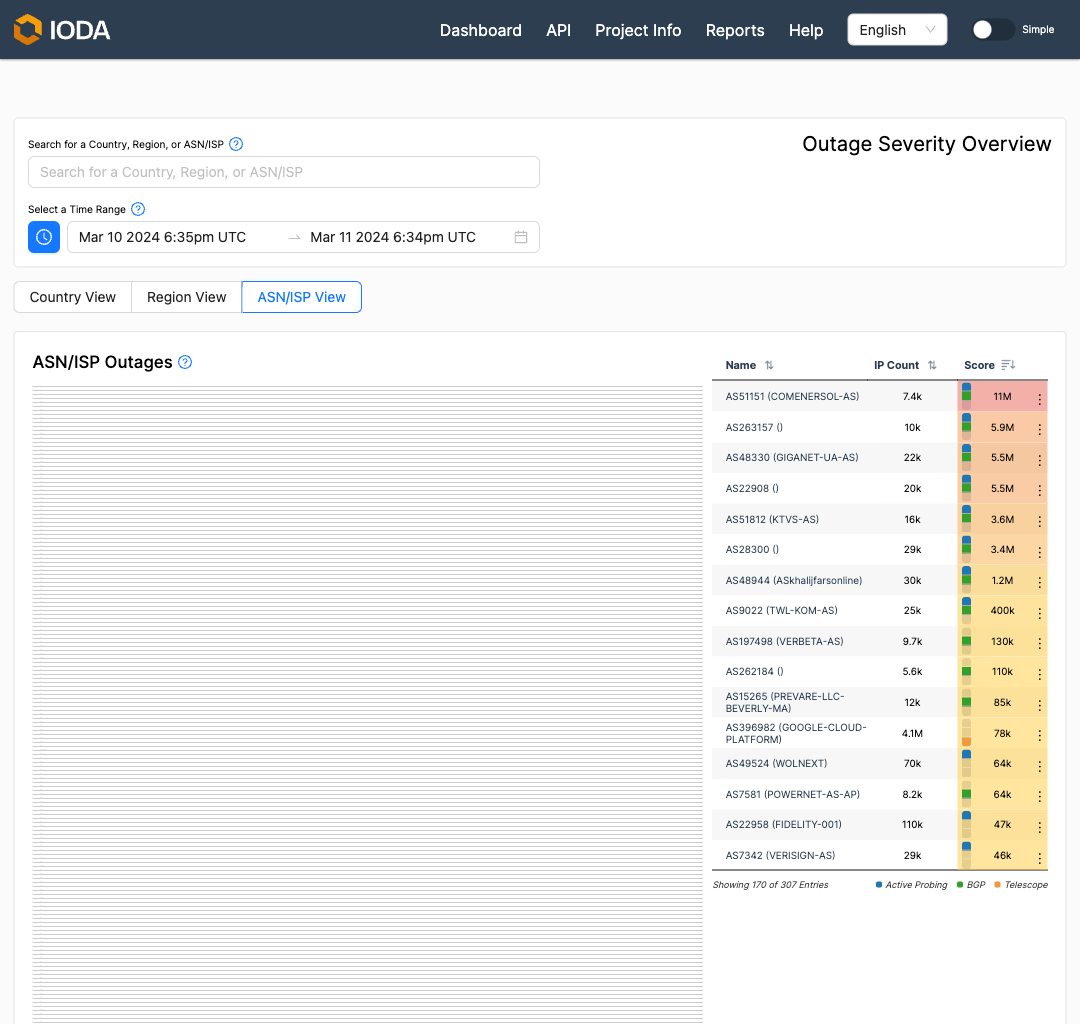 IODA
Dashboard API Project Info Reports Help English Simple
Search for a Country, Region, or ASN/ISP
Outage Severity Overview
Search for a Country, Region, or ASN/ISP
Select a Time Range
Mar 10 2024 6:35pm UTC → Mar 11 2024 6:34pm UTC
Country View Region View ASN/ISP View
ASN/ISP Outages
Name IP Count Score
AS51151 (COMENERSOL-AS) 7.4k 11M
AS263157 () 10k 5.9M
AS48330 (GIGANET-UA-AS) 22k 5.5M
AS22908 () 20k 5.5M
AS51812 (KTVS-AS) 16k 3.6M
AS28300 () 29k 3.4M
AS48944 (ASkhalijfarsonline) 30k 1.2M
AS9022 (TWL-KOM-AS) 25k 400k
AS197498 (VERBETA-AS) 9.7k 130k
AS262184 () 5.6k 110k
AS15265 (PREVARE-LLC-
BEVERLY-MA) 12k 85k
AS396982 (GOOGLE-CLOUD-
PLATFORM) 4.1M 78k
AS49524 (WOLNEXT) 70k 64k
AS7581 (POWERNET-AS-AP) 8.2k 64k
AS22958 (FIDELITY-001) 110k 47k
AS7342 (VERISIGN-AS) 29k 46k
Showing 170 of 307 Entries Active Probing BGP Telescope